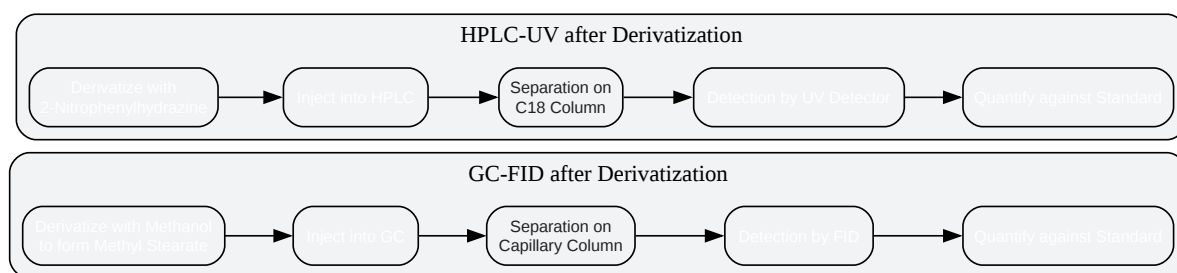 HPLC-UV after Derivatization
Derivatize with
2-Nitrophenylhydrazine
Inject into HPLC
Separation on
C18 Column
Detection by UV Detector
Quantify against Standard
GC-FID after Derivatization
Derivatize with Methanol
to form Methyl Stearate
Inject into GC
Separation on
Capillary Column
Detection by FID
Quantify against Standard